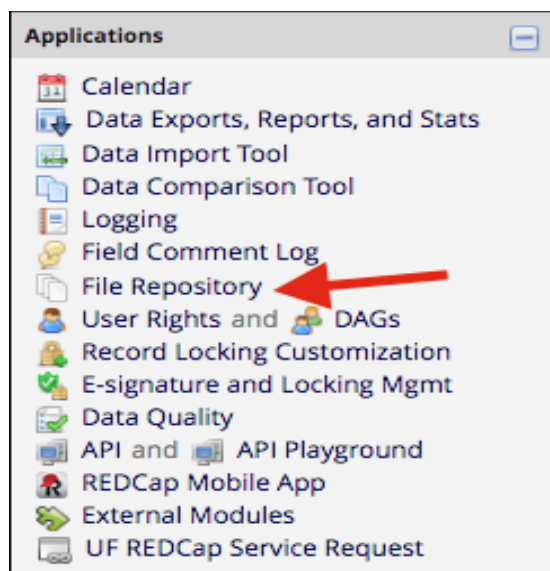 Applications
Calendar
Data Exports, Reports, and Stats
Data Import Tool
Data Comparison Tool
Logging
Field Comment Log
File Repository
User Rights and DAGs
Record Locking Customization
E-signature and Locking Mgmt
Data Quality
API and API Playground
REDCap Mobile App
External Modules
UF REDCap Service Request